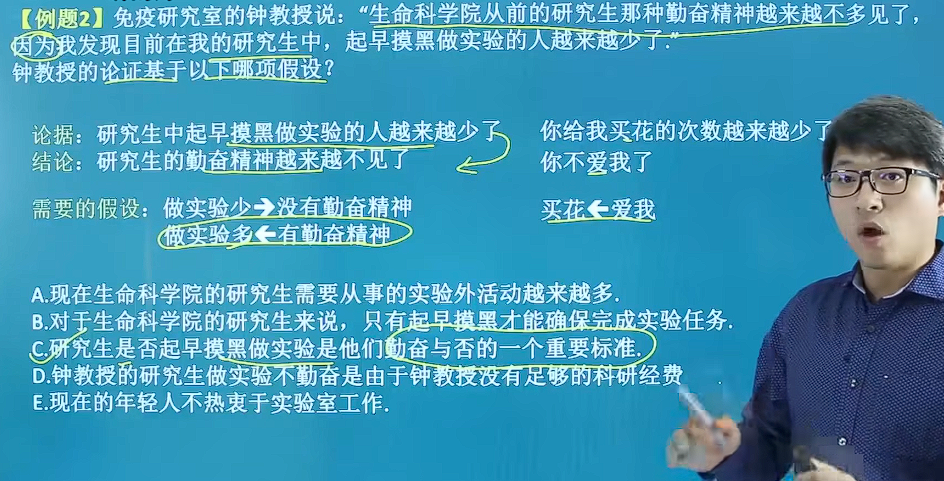 【例题2】免疫研究室的钟教授说：“生命科学院从前的研究生那种勤奋精神越来越不多见了，
因为我发现目前在我的研究生中，起早摸黑做实验的人越来越少了.”
钟教授的论证基于以下哪项假设？
论据：研究生中起早摸黑做实验的人越来越少了
结论：研究生的勤奋精神越来越不见了
你给我买花的次数越来越少了
你不爱我了
需要的假设：做实验少→没有勤奋精神
做实验多←有勤奋精神
买花←爱我
A.现在生命科学院的研究生需要从事的实验外活动越来越多.
B.对于生命科学院的研究生来说，只有起早摸黑才能确保完成实验任务.
C.研究生是否起早摸黑做实验是他们勤奋与否的一个重要标准.
D.钟教授的研究生做实验不勤奋是由于钟教授没有足够的科研经费
E.现在的年轻人不热衷于实验室工作.